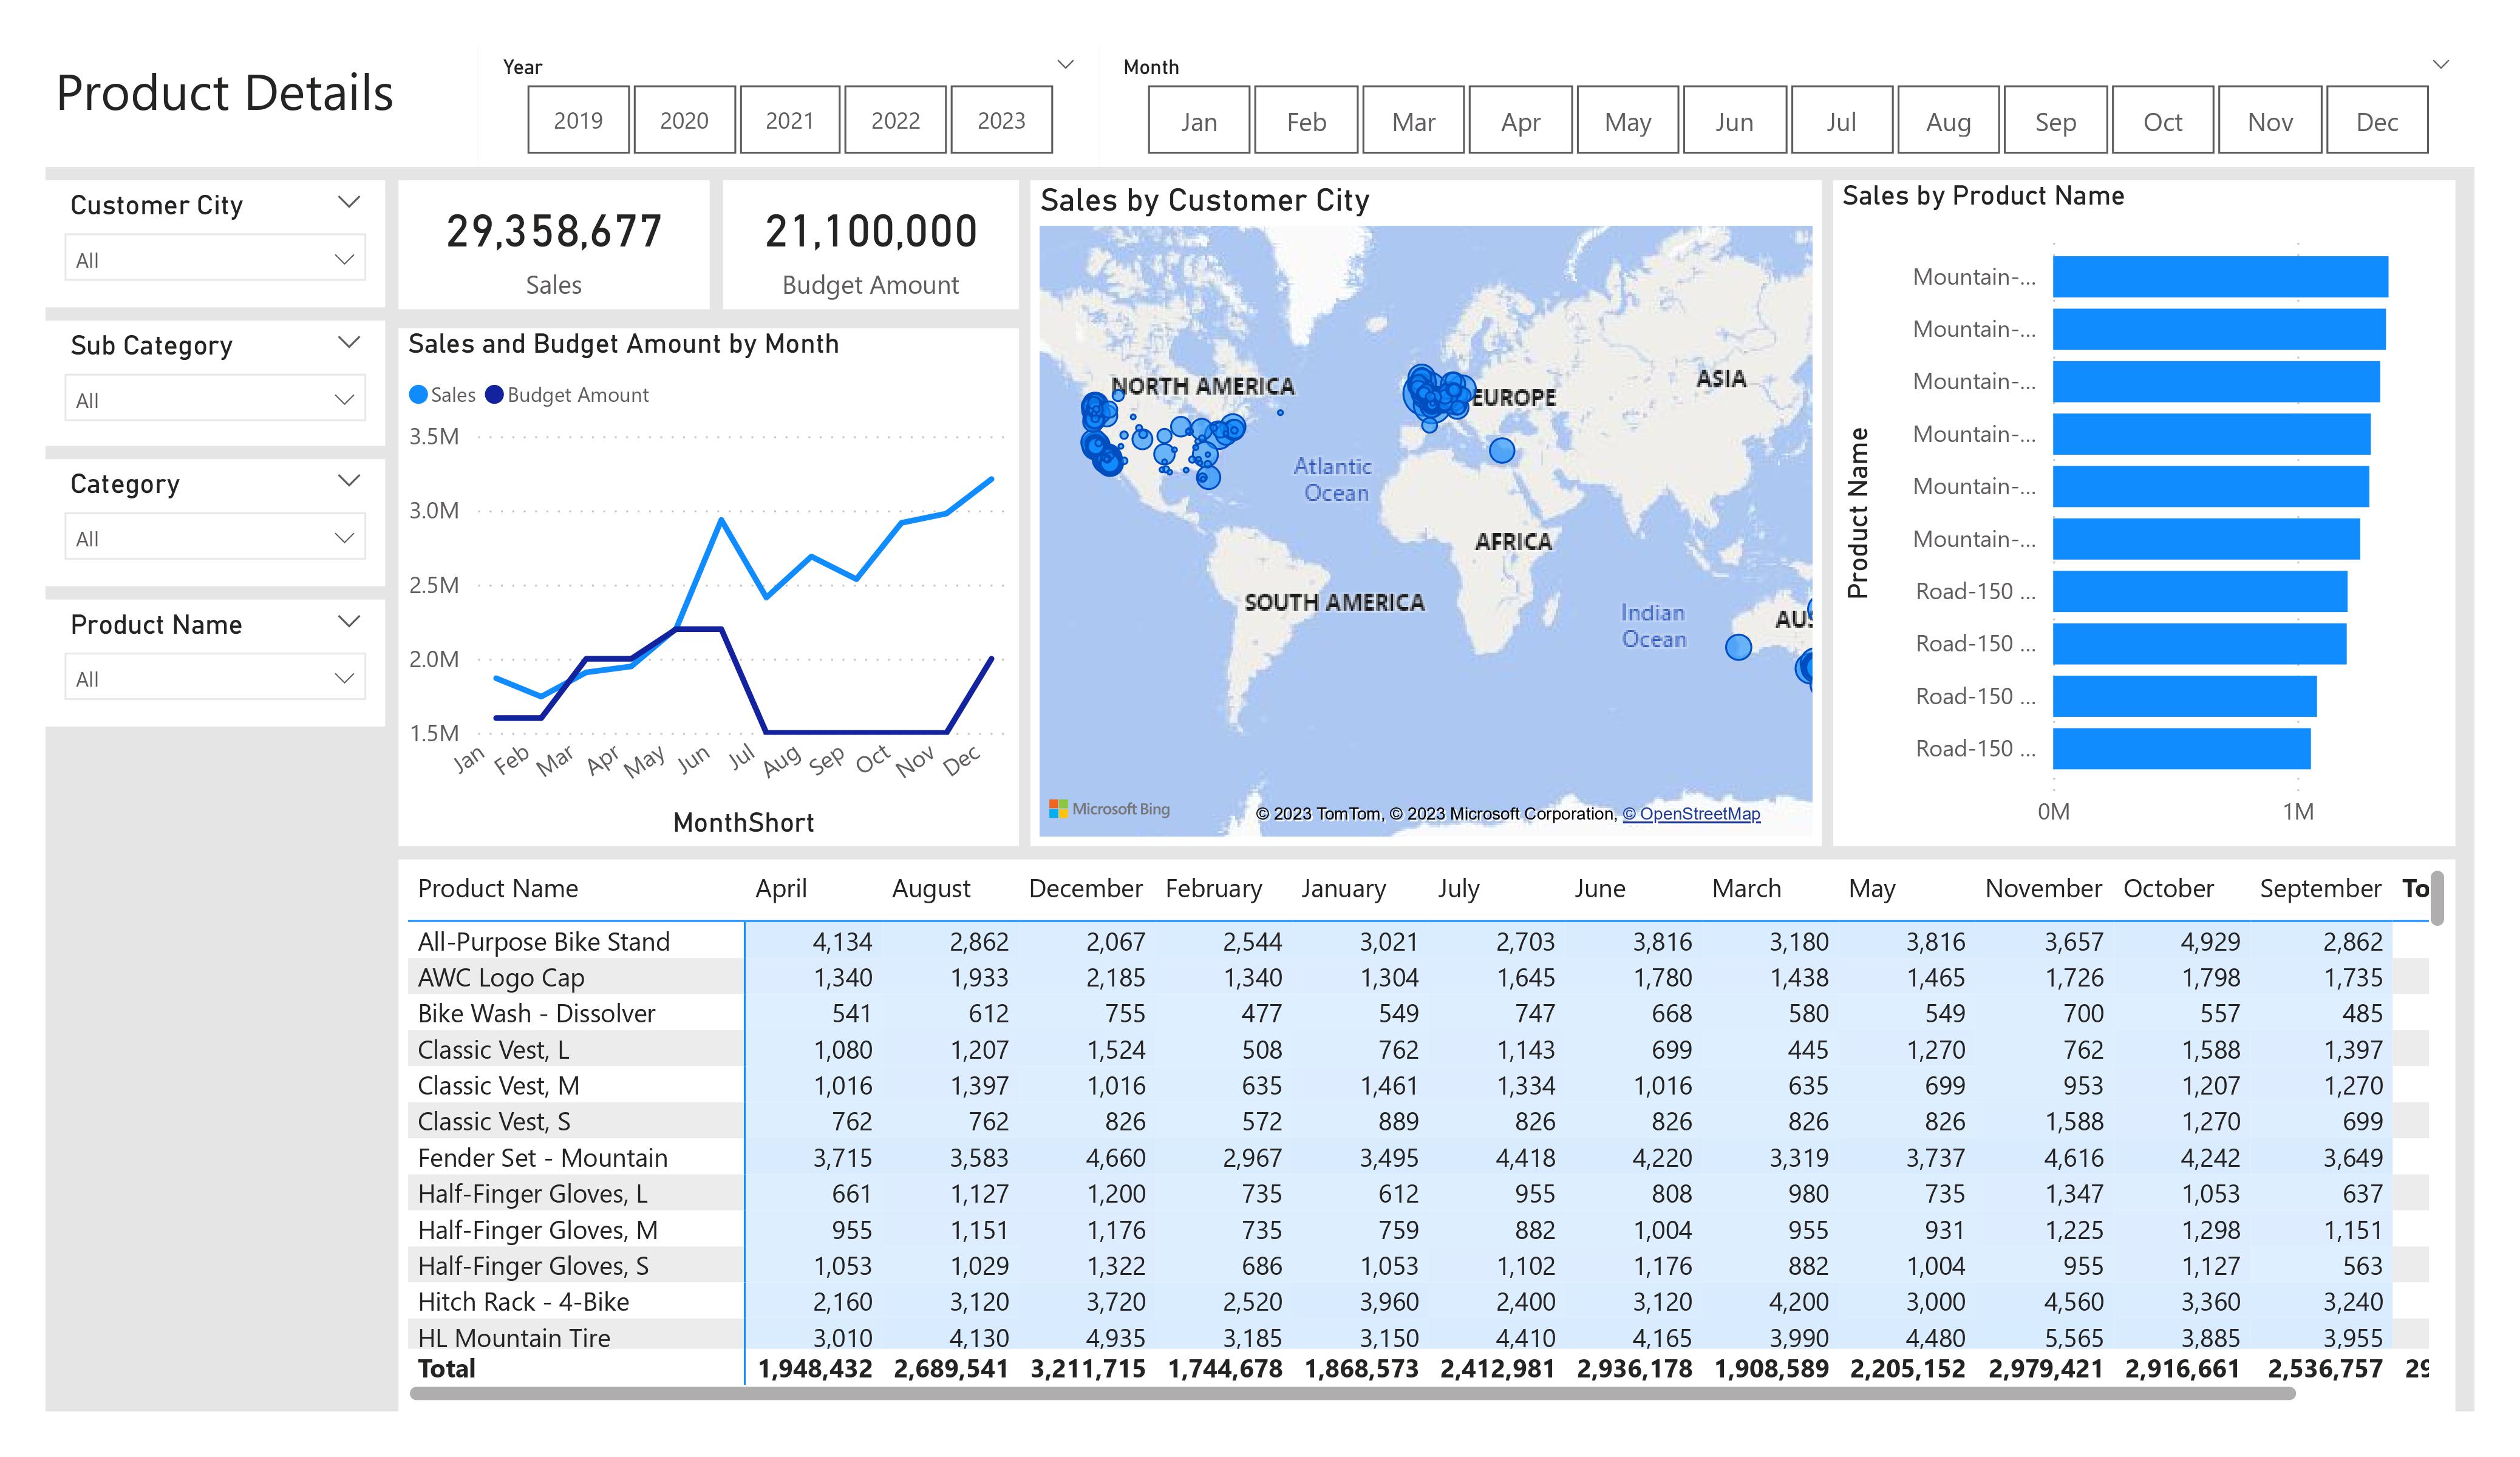 Product Details
Year
2019 2020 2021 2022 2023
Month
Jan Feb Mar Apr May Jun Jul Aug Sep Oct Nov Dec
Customer City
All
Sub Category
All
Category
All
Product Name
All
29,358,677
Sales
21,100,000
Budget Amount
Sales and Budget Amount by Month
Sales Budget Amount
3.5M
3.0M
2.5M
2.0M
1.5M
Jan Feb Mar Apr May Jun Jul Aug Sep Oct Nov Dec
MonthShort
Sales by Customer City
NORTH AMERICA
EUROPE
ASIA
Atlantic
Ocean
AFRICA
SOUTH AMERICA
Indian
Ocean
AUS
Microsoft Bing
© 2023 TomTom, © 2023 Microsoft Corporation, © OpenStreetMap
Sales by Product Name
Product Name
Mountain-...
Mountain-...
Mountain-...
Mountain-...
Mountain-...
Mountain-...
Road-150 ...
Road-150 ...
Road-150 ...
Road-150 ...
0M 1M
Product Name April August December February January July June March May November October September To
All-Purpose Bike Stand 4,134 2,862 2,067 2,544 3,021 2,703 3,816 3,180 3,816 3,657 4,929 2,862
AWC Logo Cap 1,340 1,933 2,185 1,340 1,304 1,645 1,780 1,438 1,465 1,726 1,798 1,735
Bike Wash - Dissolver 541 612 755 477 549 747 668 580 549 700 557 485
Classic Vest, L 1,080 1,207 1,524 508 762 1,143 699 445 1,270 762 1,588 1,397
Classic Vest, M 1,016 1,397 1,016 635 1,461 1,334 1,016 635 699 953 1,207 1,270
Classic Vest, S 762 762 826 572 889 826 826 826 826 1,588 1,270 699
Fender Set - Mountain 3,715 3,583 4,660 2,967 3,495 4,418 4,220 3,319 3,737 4,616 4,242 3,649
Half-Finger Gloves, L 661 1,127 1,200 735 612 955 808 980 735 1,347 1,053 637
Half-Finger Gloves, M 955 1,151 1,176 735 759 882 1,004 955 931 1,225 1,298 1,151
Half-Finger Gloves, S 1,053 1,029 1,322 686 1,053 1,102 1,176 882 1,004 955 1,127 563
Hitch Rack - 4-Bike 2,160 3,120 3,720 2,520 3,960 2,400 3,120 4,200 3,000 4,560 3,360 3,240
HL Mountain Tire 3,010 4,130 4,935 3,185 3,150 4,410 4,165 3,990 4,480 5,565 3,885 3,955
Total 1,948,432 2,689,541 3,211,715 1,744,678 1,868,573 2,412,981 2,936,178 1,908,589 2,205,152 2,979,421 2,916,661 2,536,757 29